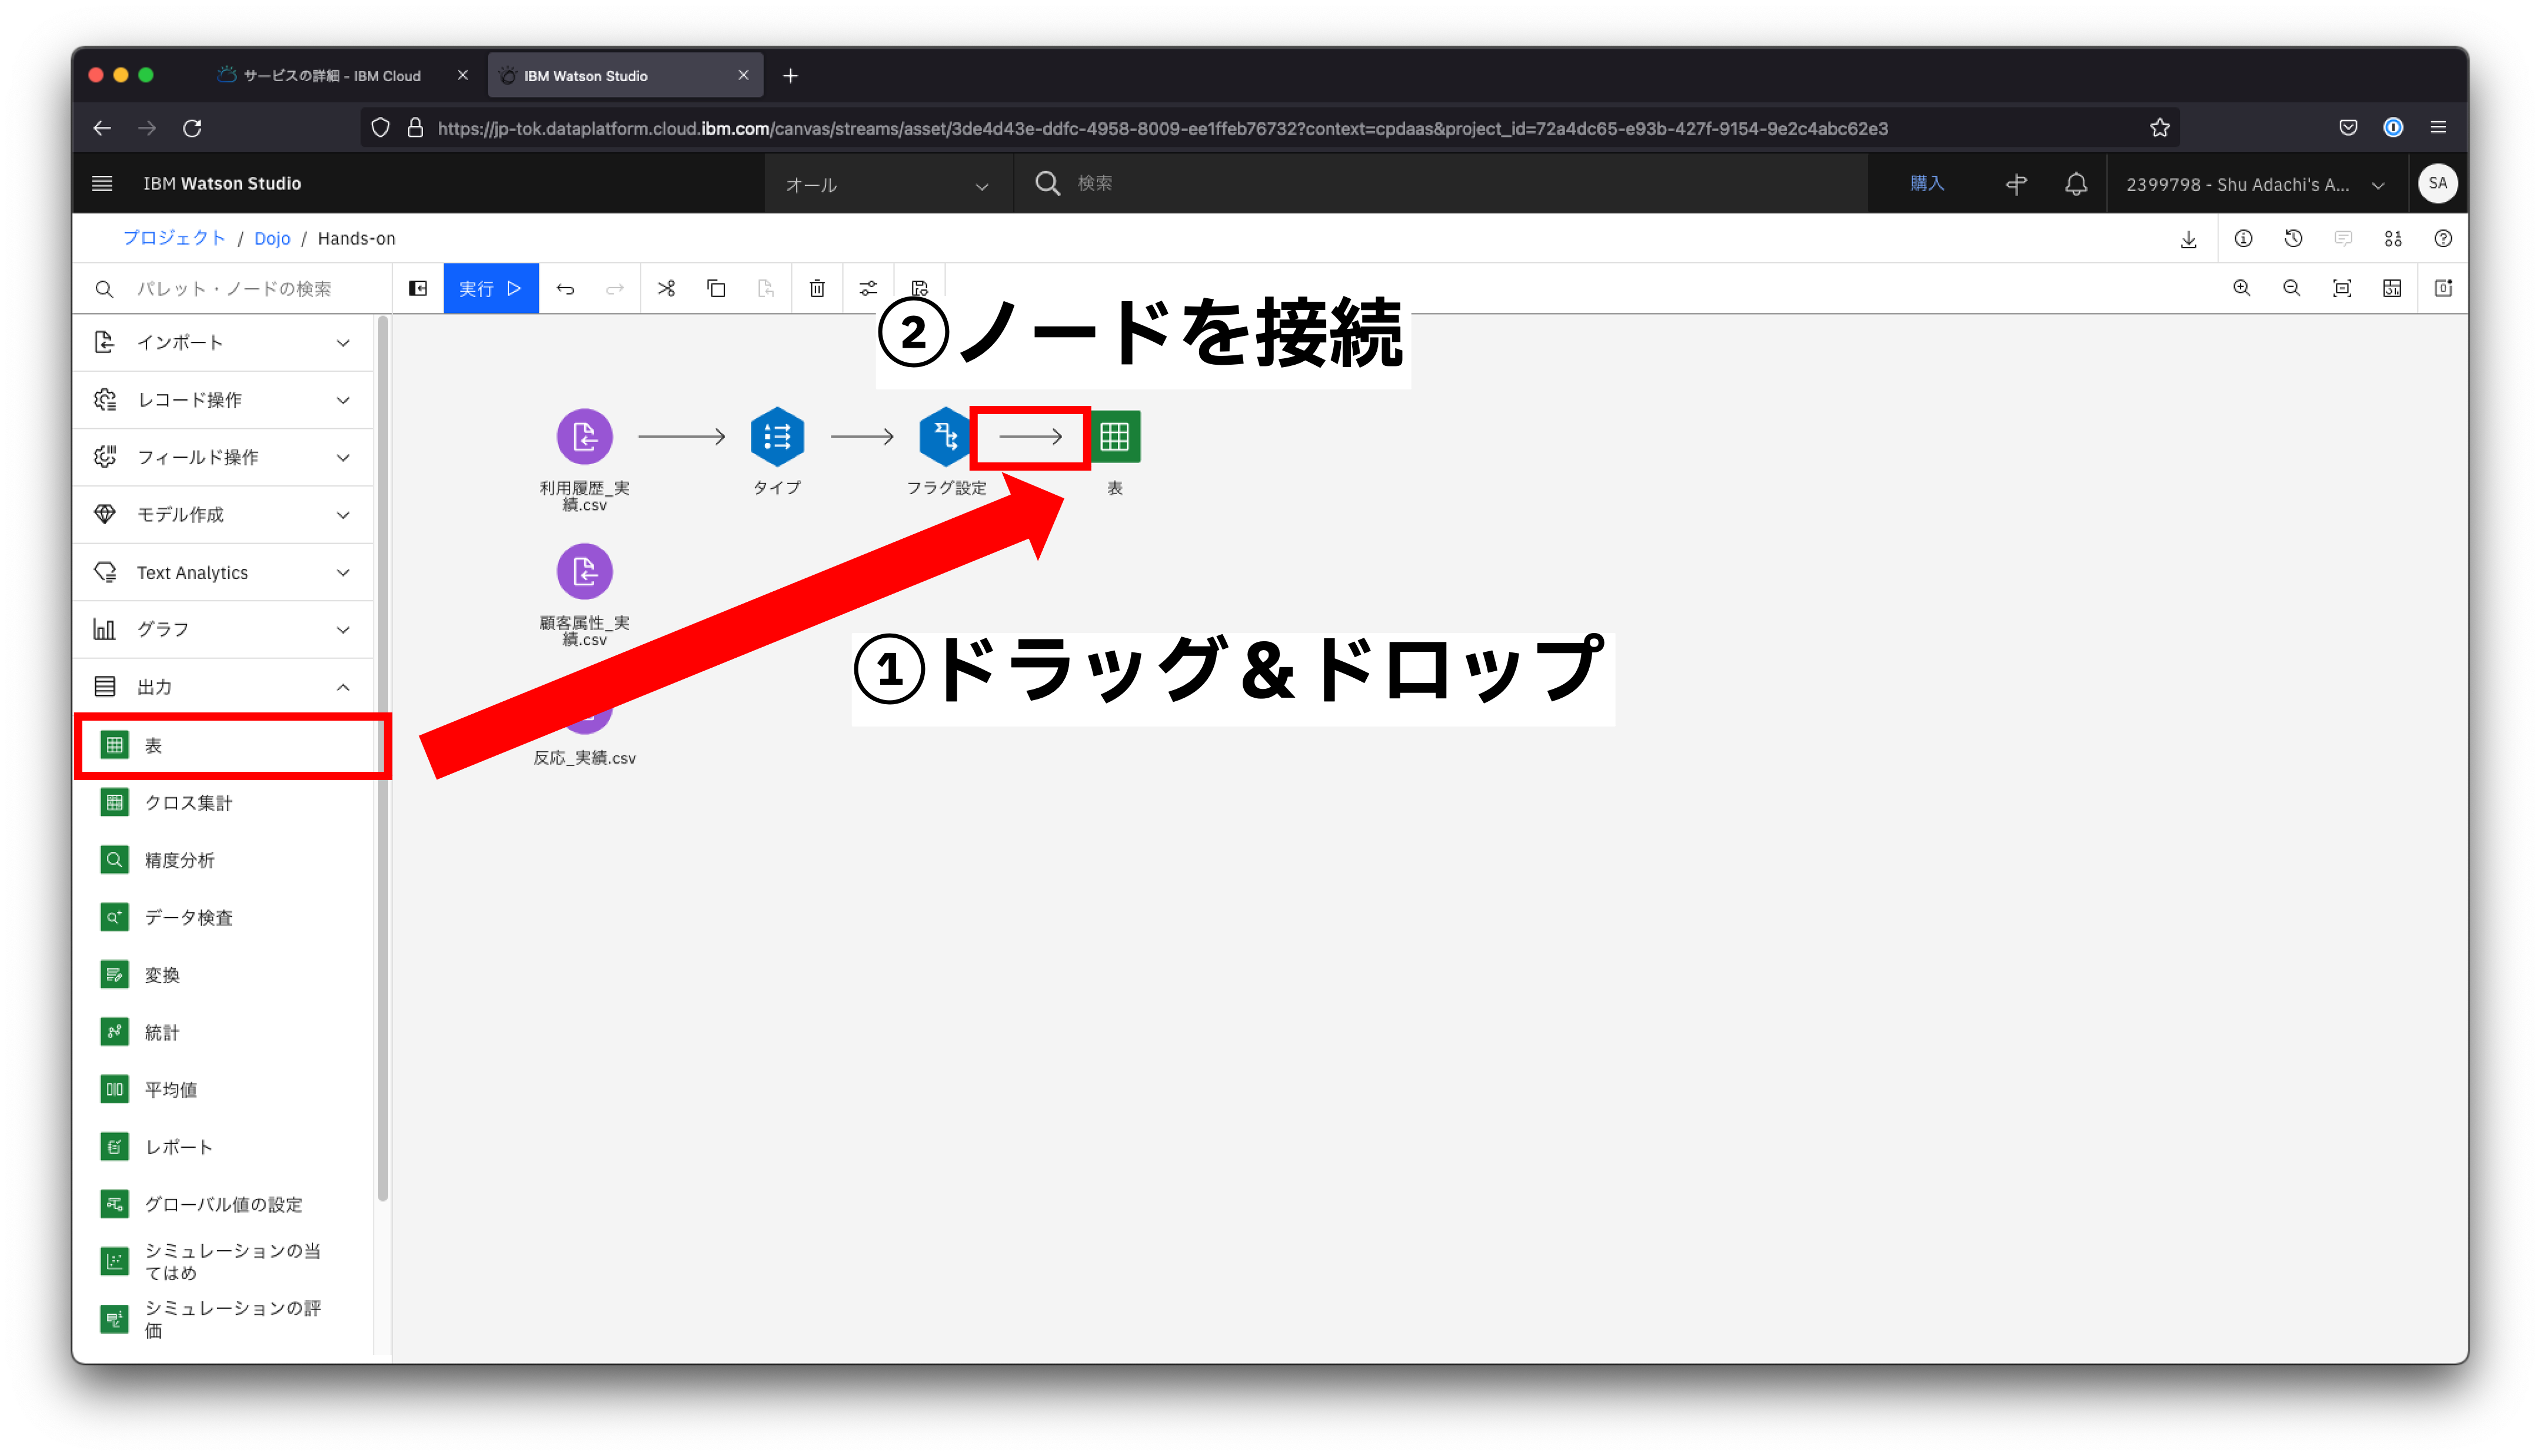 サービスの詳細 - IBM Cloud
IBM Watson Studio
https://jp-tok.dataplatform.cloud.ibm.com/canvas/streams/asset/3de4d43e-ddfc-4958-8009-ee1ffeb76732?context=cpdaas&project_id=72a4dc65-e93b-427f-9154-9e2c4abc62e3
IBM Watson Studio
オール
検索
購入
2399798 - Shu Adachi's A...
SA
プロジェクト / Dojo / Hands-on
パレット・ノードの検索
実行
②ノードを接続
インポート
レコード操作
フィールド操作
モデル作成
Text Analytics
グラフ
出力
表
クロス集計
精度分析
データ検査
変換
統計
平均値
レポート
グローバル値の設定
シミュレーションの当
てはめ
シミュレーションの評
価
利用履歴_実
績.csv
タイプ
フラグ設定
表
顧客属性_実
績.csv
①ドラッグ＆ドロップ
反応_実績.csv